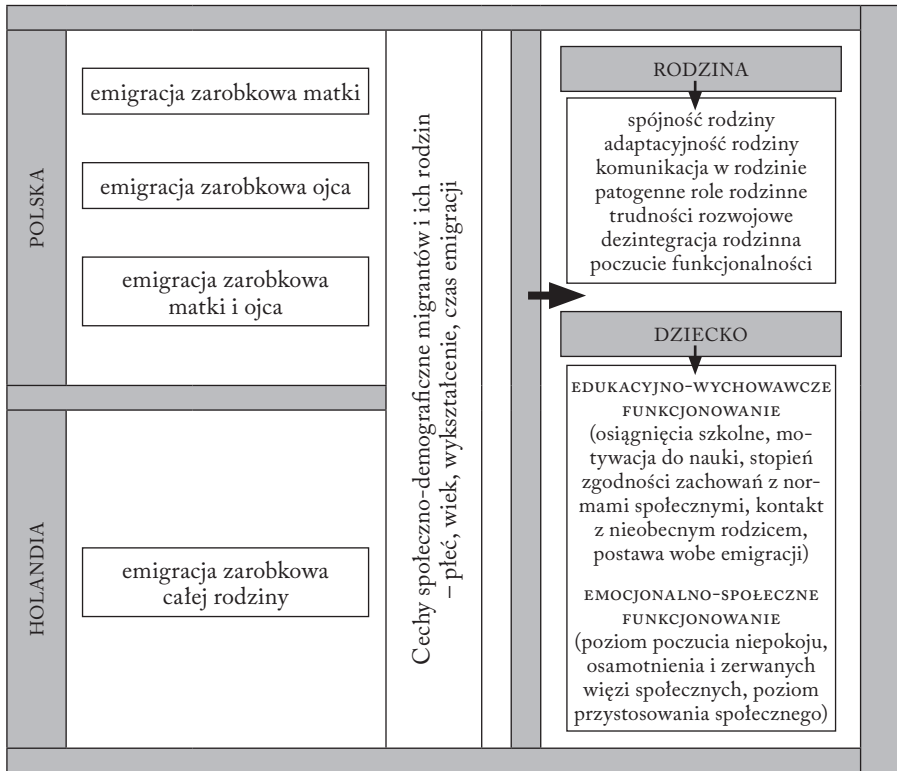 POLSKA
emigracja zarobkowa matki
emigracja zarobkowa ojca
emigracja zarobkowa
matki i ojca
HOLANDIA
emigracja zarobkowa
całej rodziny
Cechy społeczno-demograficzne migrantów i ich rodzin
– płeć, wiek, wykształcenie, czas emigracji
RODZINA
spójność rodziny
adaptacyjność rodziny
komunikacja w rodzinie
patogenne role rodzinne
trudności rozwojowe
dezintegracja rodzinna
poczucie funkcjonalności
DZIECKO
EDUKACYJNO-WYCHOWAWCZE
FUNKCJONOWANIE
(osiągnięcia szkolne, mo-
tywacja do nauki, stopień
zgodności zachowań z nor-
mami społecznymi, kontakt
z nieobecnym rodzicem,
postawa wobe emigracji)
EMOCJONALNO-SPOŁECZNE
FUNKCJONOWANIE
(poziom poczucia niepokoju,
osamotnienia i zerwanych
więzi społecznych, poziom
przystosowania społecznego)